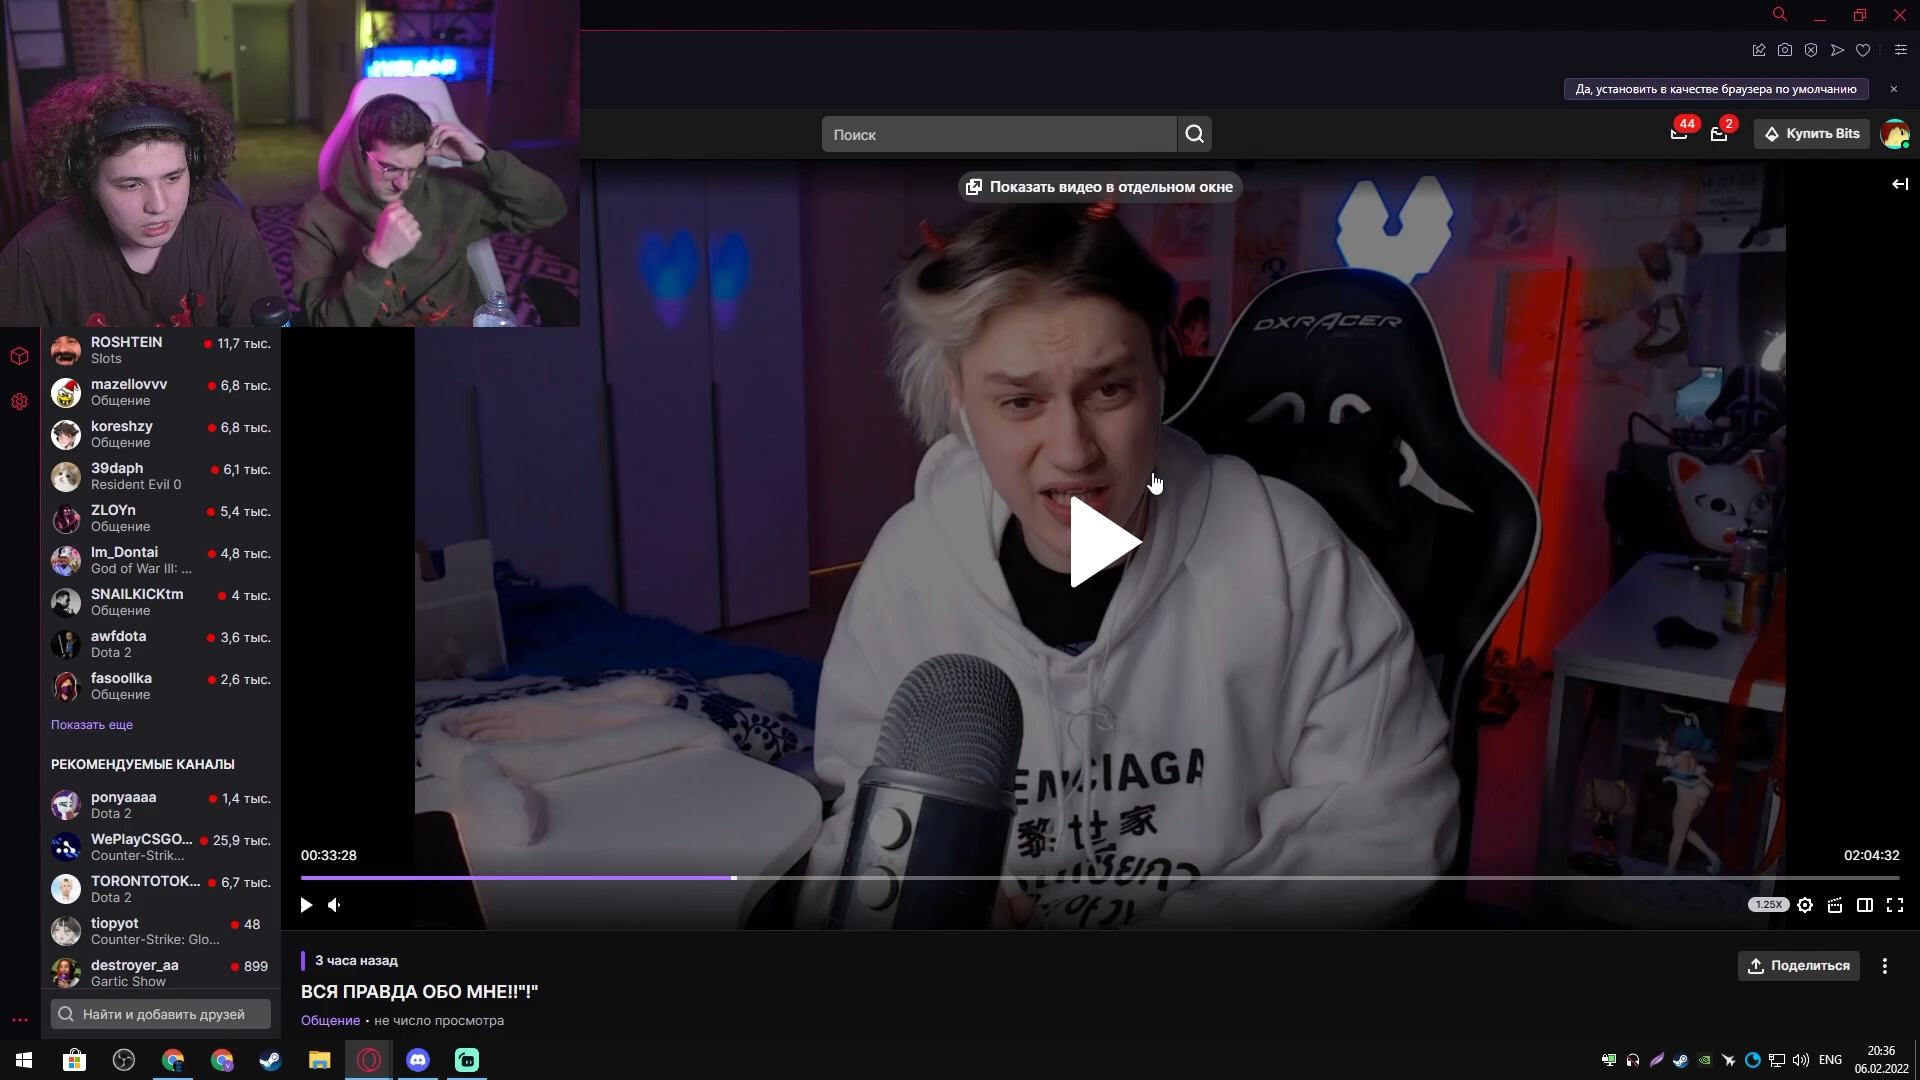 Да, установить в качестве браузера по умолчанию
Поиск
44
2
Купить Bits
Показать видео в отдельном окне
DXRACER
ROSHTEIN
11,7 тыс.
Slots
mazellovvv
6,8 тыс.
Общение
koreshzy
6,8 тыс.
Общение
39daph
6,1 тыс.
Resident Evil 0
ZLOYn
5,4 тыс.
Общение
Im_Dontai
4,8 тыс.
God of War III: ...
SNAILKICKtm
4 тыс.
Общение
awfdota
3,6 тыс.
Dota 2
fasoollka
2,6 тыс.
Общение
Показать еще
РЕКОМЕНДУЕМЫЕ КАНАЛЫ
ponyaaaa
1,4 тыс.
Dota 2
WePlayCSGO...
25,9 тыс.
Counter-Strik...
TORONTOTOK...
6,7 тыс.
Dota 2
tiopyot
48
Counter-Strike: Glo...
destroyer_aa
899
Gartic Show
Найти и добавить друзей
ENCIAGA
世家
00:33:28
02:04:32
1.25X
3 часа назад
Поделиться
ВСЯ ПРАВДА ОБО МНЕ!!"!"
Общение • не число просмотра
ENG
20:36
06.02.2022